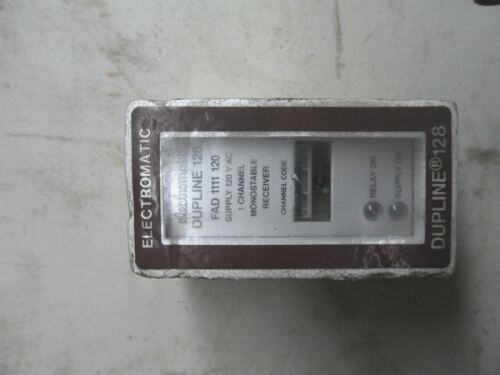 ELECTROMATIC
electromatic
DUPLINE 128
FAD 1111 120
SUPPLY 120 V AC
1 CHANNEL
MONOSTABLE
RECEIVER
CHANNEL CODE
RELAY ON
SUPPLY ON
DUPLINE® 128